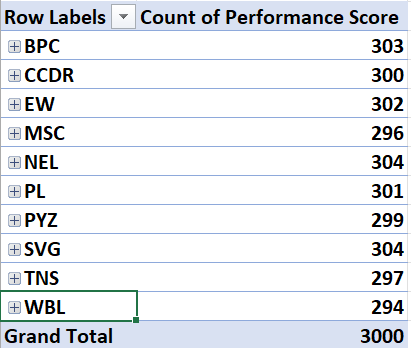 Row Labels Count of Performance Score
BPC 303
CCDR 300
EW 302
MSC 296
NEL 304
PL 301
PYZ 299
SVG 304
TNS 297
WBL 294
Grand Total 3000